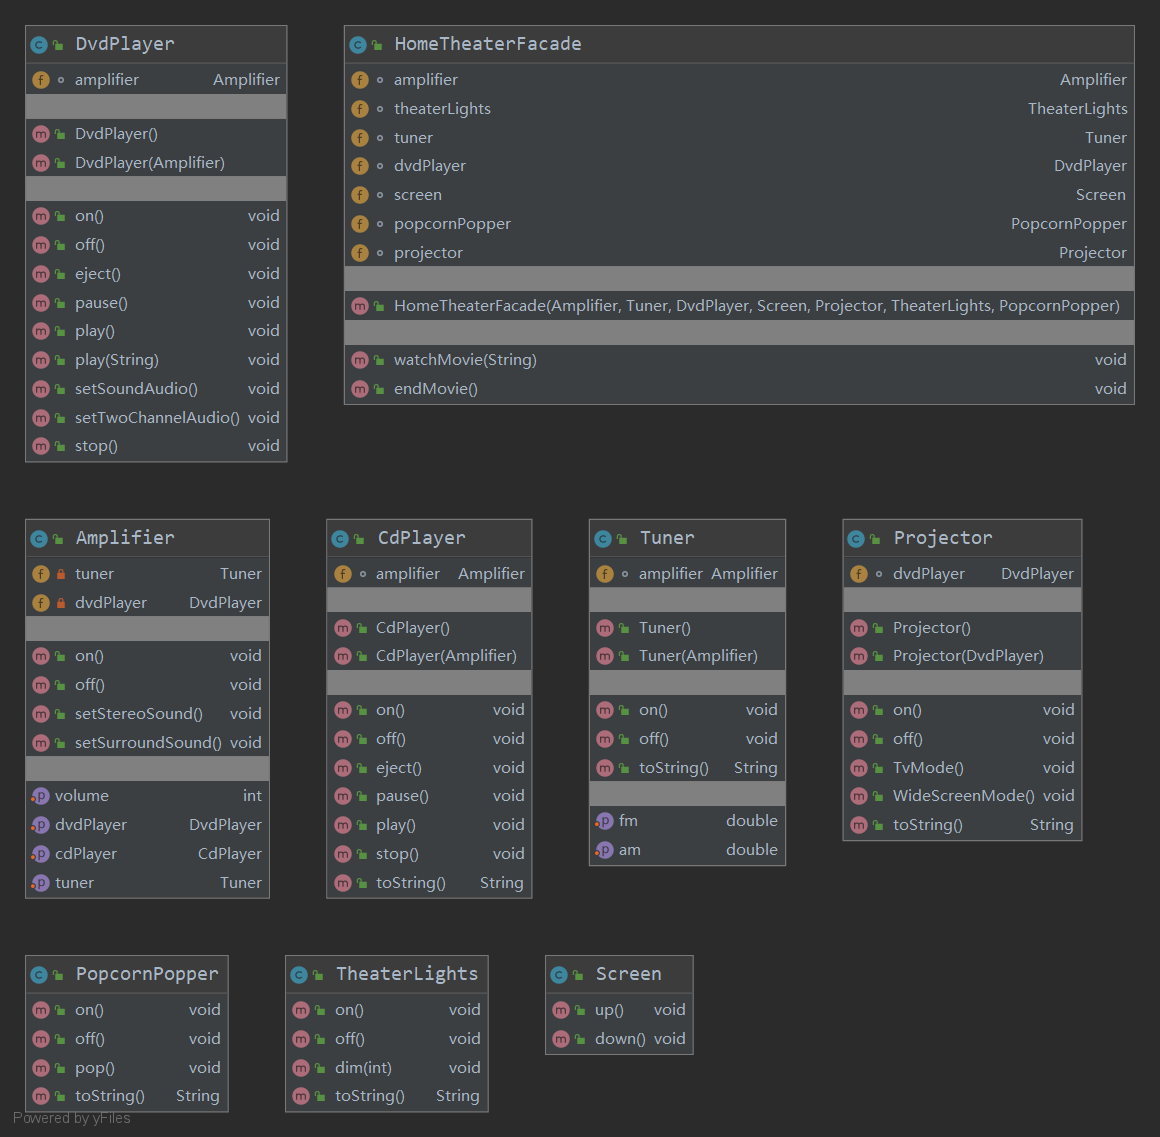 DvdPlayer
amplifier Amplifier
DvdPlayer()
DvdPlayer(Amplifier)
on() void
off() void
eject() void
pause() void
play() void
play(String) void
setSoundAudio() void
setTwoChannelAudio() void
stop() void
HomeTheaterFacade
amplifier Amplifier
theaterLights TheaterLights
tuner Tuner
dvdPlayer DvdPlayer
screen Screen
popcornPopper PopcornPopper
projector Projector
HomeTheaterFacade(Amplifier, Tuner, DvdPlayer, Screen, Projector, TheaterLights, PopcornPopper)
watchMovie(String) void
endMovie() void
Amplifier
tuner Tuner
dvdPlayer DvdPlayer
on() void
off() void
setStereoSound() void
setSurroundSound() void
volume int
dvdPlayer DvdPlayer
cdPlayer CdPlayer
tuner Tuner
CdPlayer
amplifier Amplifier
CdPlayer()
CdPlayer(Amplifier)
on() void
off() void
eject() void
pause() void
play() void
stop() void
toString() String
Tuner
amplifier Amplifier
Tuner()
Tuner(Amplifier)
on() void
off() void
toString() String
fm double
am double
Projector
dvdPlayer DvdPlayer
Projector()
Projector(DvdPlayer)
on() void
off() void
TvMode() void
WideScreenMode() void
toString() String
PopcornPopper
on() void
off() void
pop() void
toString() String
TheaterLights
on() void
off() void
dim(int) void
toString() String
Screen
up() void
down() void
Powered by yFiles